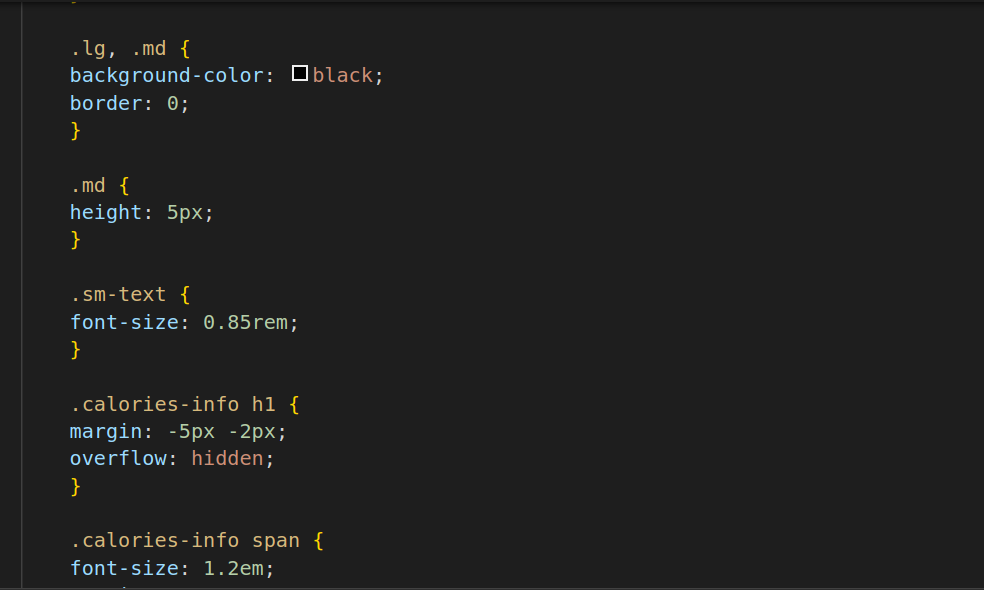 .lg, .md {
background-color: black;
border: 0;
}
.md {
height: 5px;
}
.sm-text {
font-size: 0.85rem;
}
.calories-info h1 {
margin: -5px -2px;
overflow: hidden;
}
.calories-info span {
font-size: 1.2em;